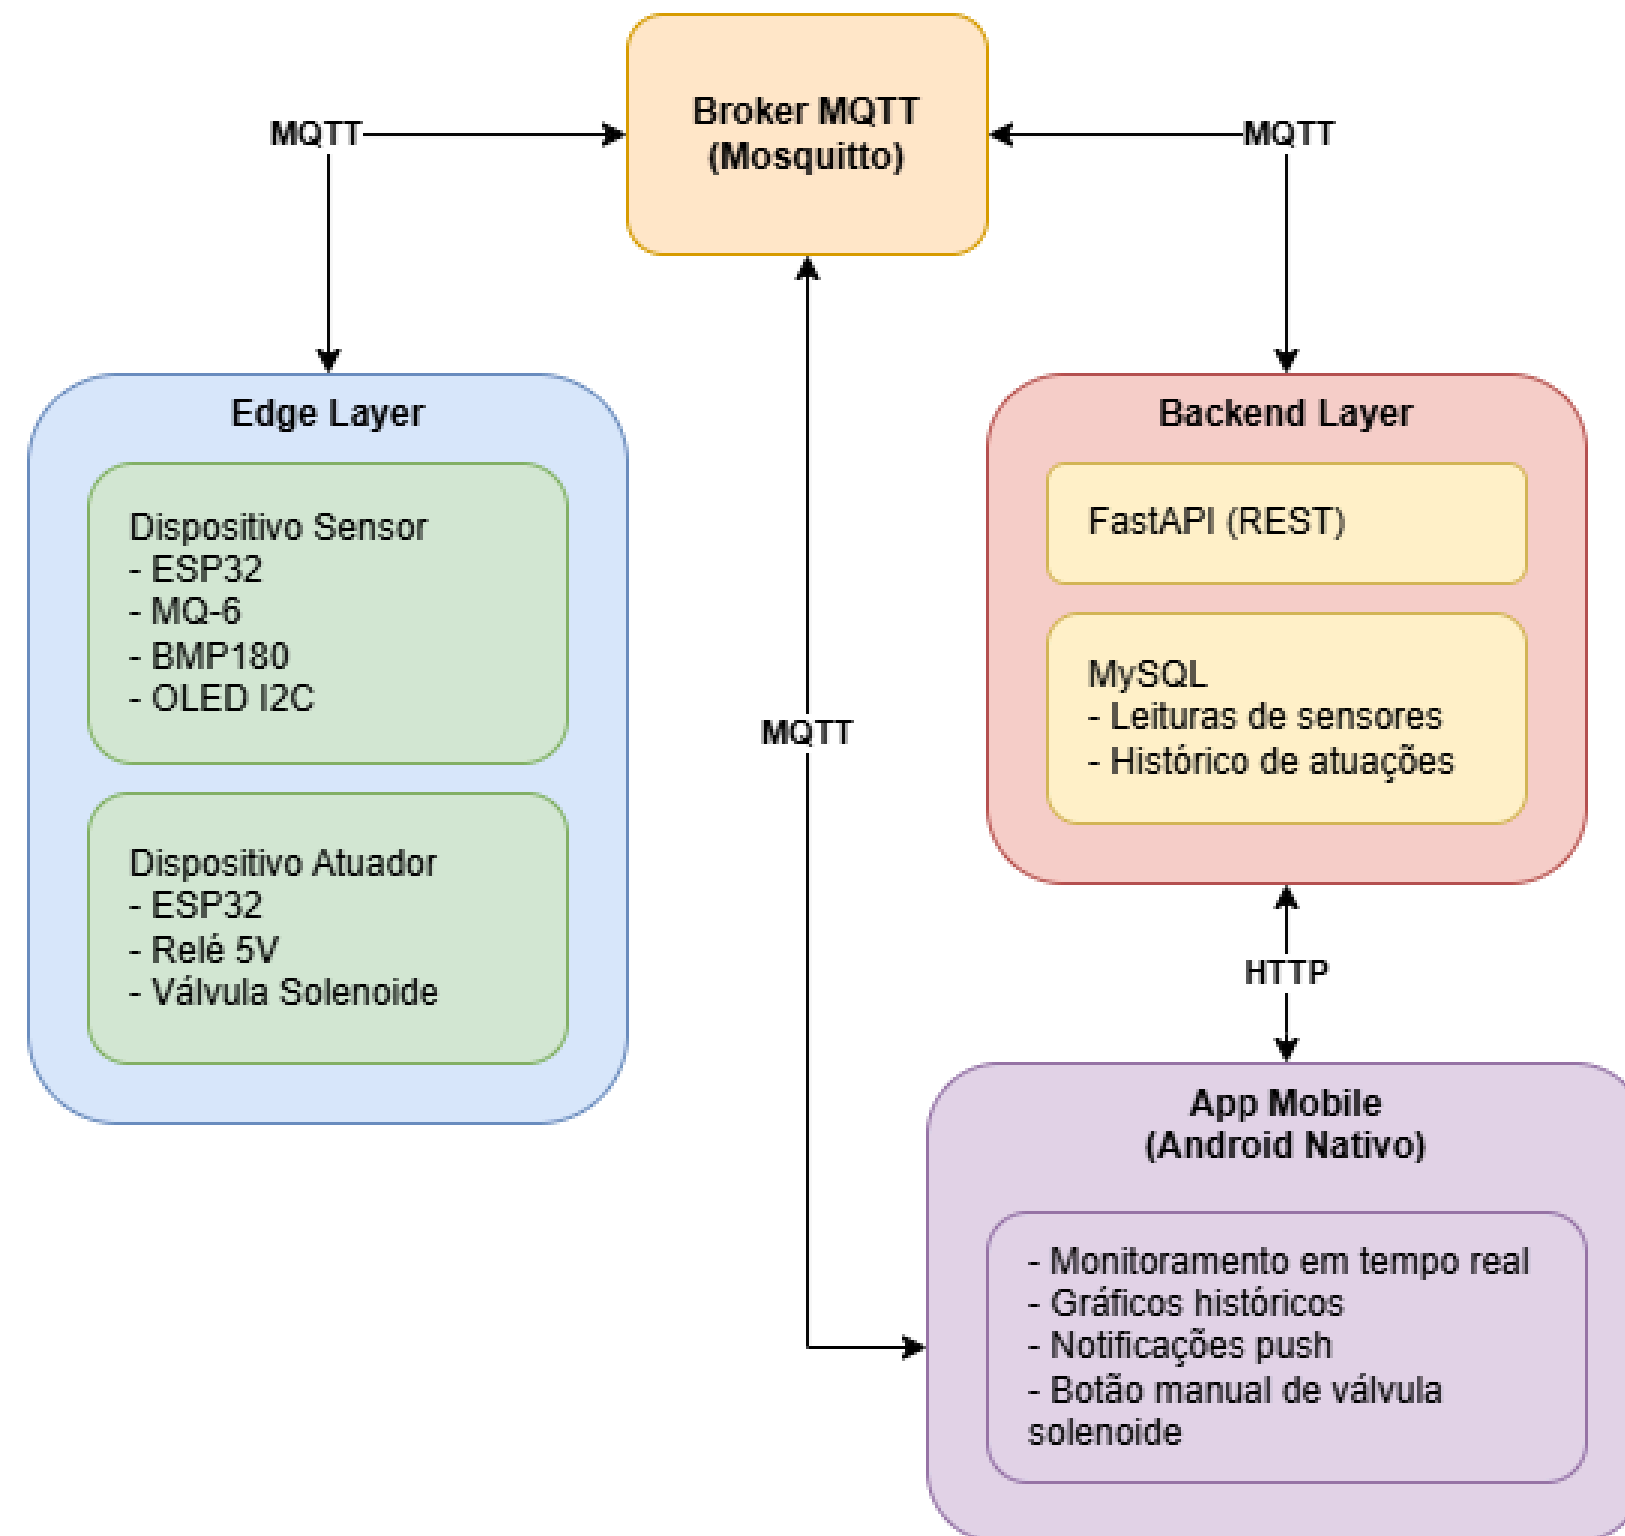 Broker MQTT
(Mosquitto)
MQTT
MQTT
Edge Layer
Dispositivo Sensor
- ESP32
- MQ-6
- BMP180
- OLED I2C
Dispositivo Atuador
- ESP32
- Relé 5V
- Válvula Solenoide
MQTT
Backend Layer
FastAPI (REST)
MySQL
- Leituras de sensores
- Histórico de atuações
HTTP
App Mobile
(Android Nativo)
- Monitoramento em tempo real
- Gráficos históricos
- Notificações push
- Botão manual de válvula
solenoide